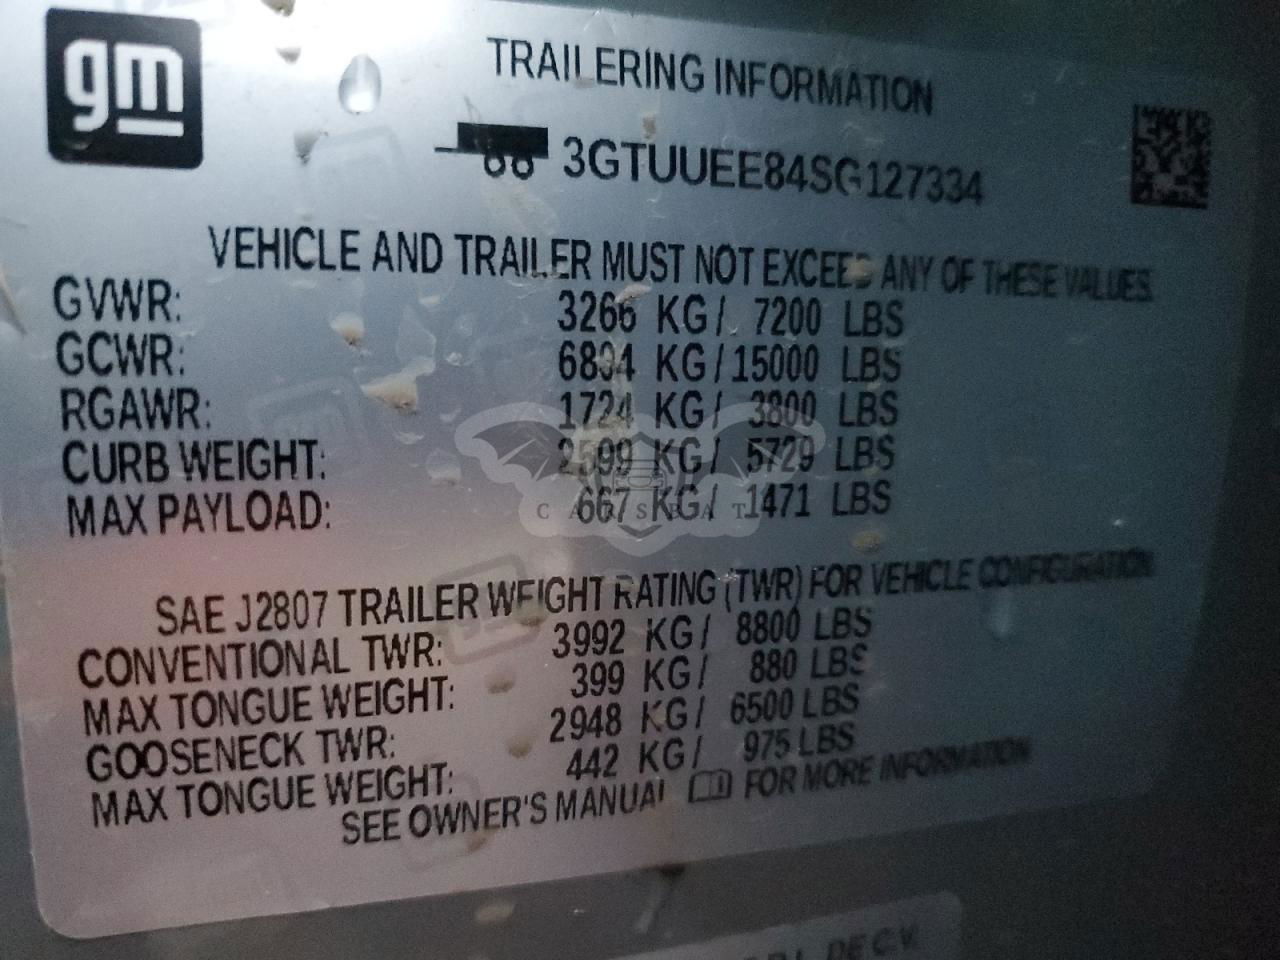 gm
TRAILERING INFORMATION
3GTUUEE84SG127334
VEHICLE AND TRAILER MUST NOT EXCEED ANY OF THESE VALUES.
GVWR: 3266 KG / 7200 LBS
GCWR: 6804 KG / 15000 LBS
RGAWR: 1724 KG / 3800 LBS
CURB WEIGHT: 2599 KG / 5729 LBS
MAX PAYLOAD: 667 KG / 1471 LBS
CARSBAT
SAE J2807 TRAILER WEIGHT RATING (TWR) FOR VEHICLE CONFIGURATION
CONVENTIONAL TWR: 3992 KG / 8800 LBS
MAX TONGUE WEIGHT: 399 KG / 880 LBS
GOOSENECK TWR: 2948 KG / 6500 LBS
MAX TONGUE WEIGHT: 442 KG / 975 LBS
SEE OWNER'S MANUAL FOR MORE INFORMATION
DE C.V.